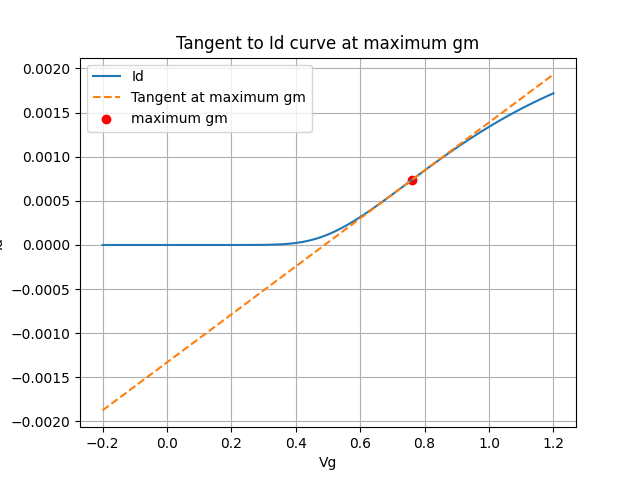 Tangent to Id curve at maximum gm
Id
Tangent at maximum gm
maximum gm
0.0020
0.0015
0.0010
0.0005
0.0000
−0.0005
−0.0010
−0.0015
−0.0020
−0.2 0.0 0.2 0.4 0.6 0.8 1.0 1.2
Vg